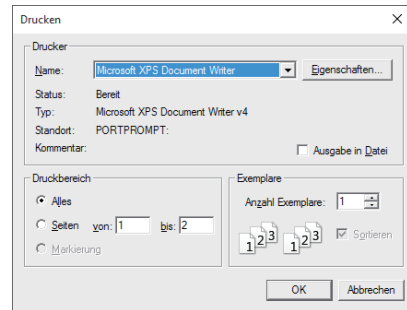 Drucken
Drucker
Name: Microsoft XPS Document Writer Eigenschaften...
Status: Bereit
Typ: Microsoft XPS Document Writer v4
Standort: PORTPROMPT:
Kommentar: Ausgabe in Datei
Druckbereich
Alles
Seiten von: 1 bis: 2
Markierung
Exemplare
Anzahl Exemplare: 1
1 2 3 1 2 3 Sortieren
OK Abbrechen